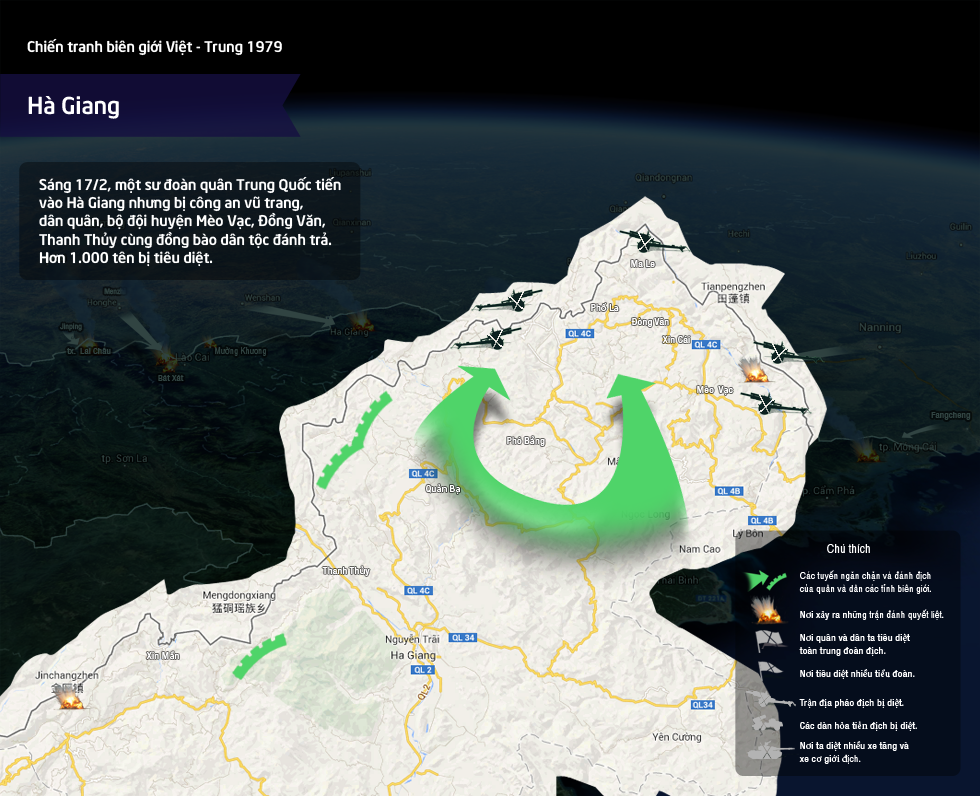 Chiến tranh biên giới Việt - Trung 1979
Hà Giang
Sáng 17/2, một sư đoàn quân Trung Quốc tiến
vào Hà Giang nhưng bị công an vũ trang,
dân quân, bộ đội huyện Mèo Vạc, Đồng Văn,
Thanh Thủy cùng đồng bào dân tộc đánh trả.
Hơn 1.000 tên bị tiêu diệt.
Qiandongnan
Hechi
Ma Le
Tianpengzhen
田蓬镇
Honghe
Wenshan
Phố La
Đồng Văn
Xín Cái
QL 4C
QL 4C
Nanning
Jinping
tx. Lai Châu
Lào Cai
Mường Khương
Hà Giang
Bát Xát
Mèo Vạc
Fangcheng
tp. Móng Cái
tp. Sơn La
Phó Bảng
QL 4C
Quản Bạ
QL 4B
tp. Cẩm Phả
QL 4B
Lý Bôn
Nam Cao
Thái Bình
Thanh Thủy
QL 4C
Mengdongxiang
猛硐瑶族乡
Nguyễn Trãi
QL 34
Ha Giang
QL 2
QL2
Xín Mần
Jinchangzhen
QL34
Yên Cường
Chú thích
Các tuyến ngăn chặn và đánh địch
của quân và dân các tỉnh biên giới.
Nơi xảy ra những trận đánh quyết liệt.
Nơi quân và dân ta tiêu diệt
toàn trung đoàn địch.
Nơi tiêu diệt nhiều tiểu đoàn.
Trận địa pháo địch bị diệt.
Các dàn hỏa tiễn địch bị diệt.
Nơi ta diệt nhiều xe tăng và
xe cơ giới địch.